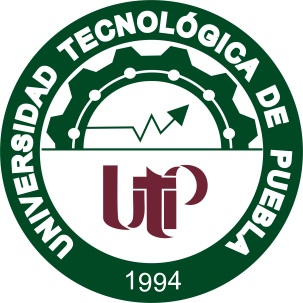 UNIVERSIDAD TECNOLÓGICA DE PUEBLA
UTP
1994